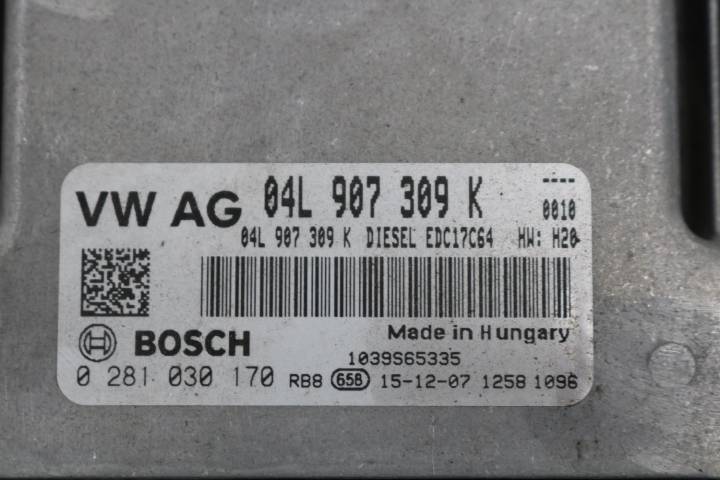 VW AG 04L 907 309 K ----
0010
04L 907 309 K DIESEL EDC17C64 HW: H20
Made in Hungary
BOSCH
1039S65335
0 281 030 170 RB8 658 15-12-07 1258 1096